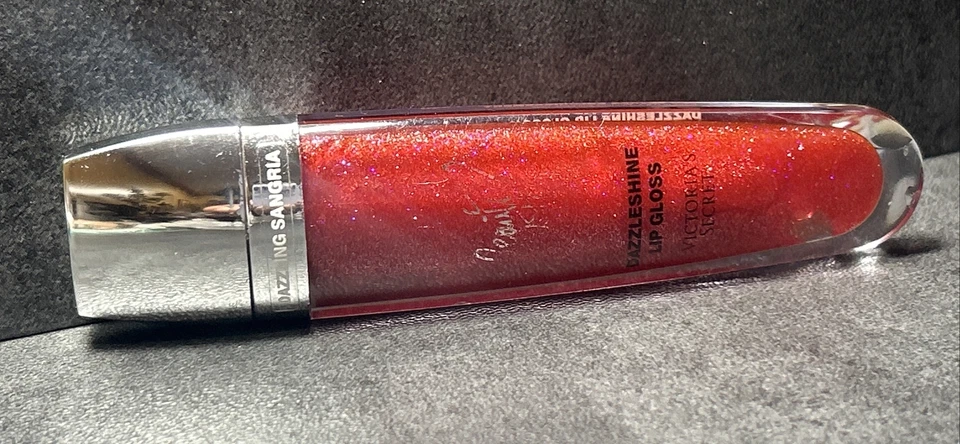 DAZZLING SANGRIA
DAZZLESHINE
LIP GLOSS
VICTORIA'S
SECRET